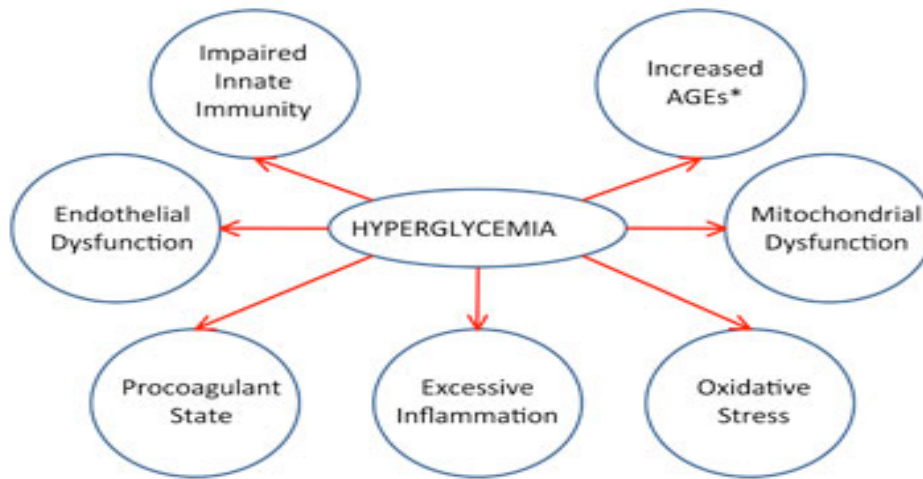 Impaired
Innate
Immunity
Increased
AGEs*
Endothelial
Dysfunction
HYPERGLYCEMIA
Mitochondrial
Dysfunction
Procoagulant
State
Excessive
Inflammation
Oxidative
Stress